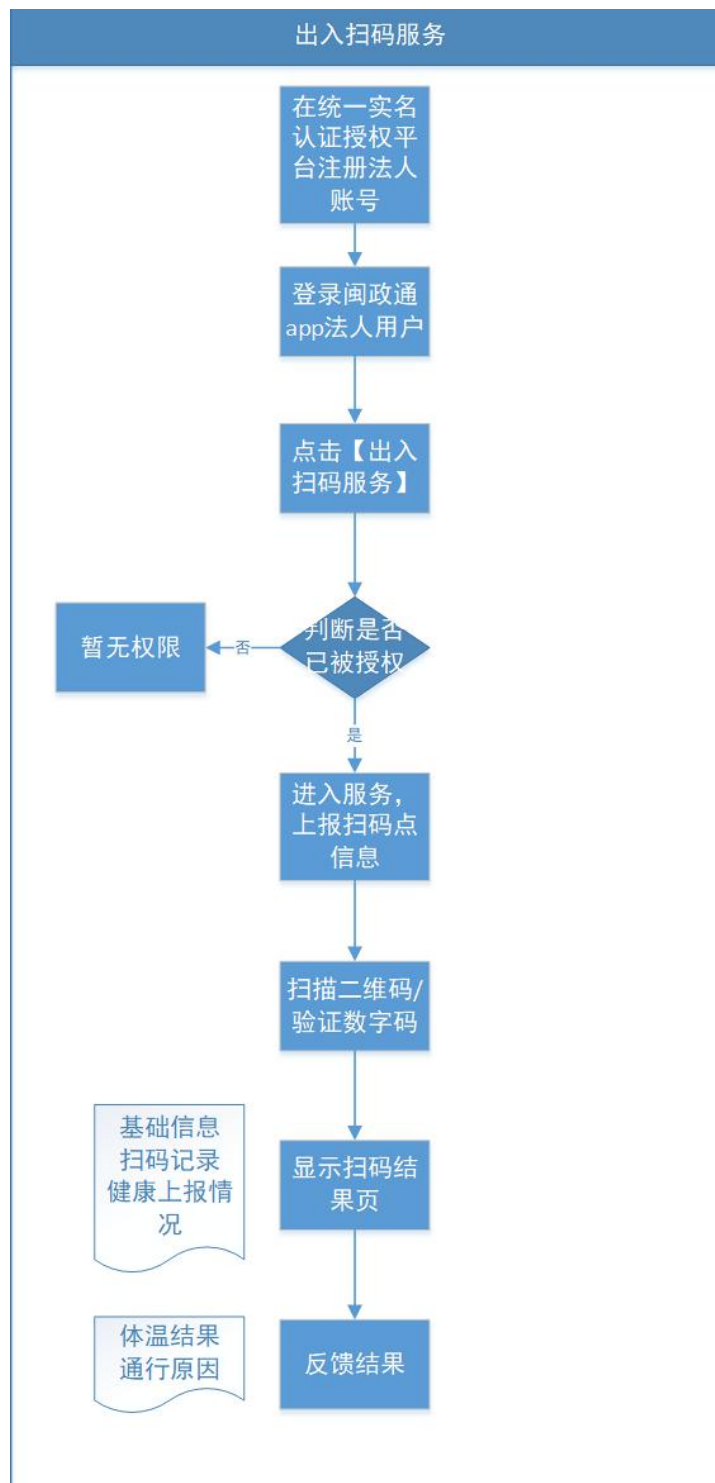 出入扫码服务
在统一实名
认证授权平
台注册法人
账号
登录闽政通
app法人用户
点击【出入
扫码服务】
判断是否
已被授权
否
暂无权限
是
进入服务，
上报扫码点
信息
扫描二维码/
验证数字码
基础信息
扫码记录
健康上报情
况
显示扫码结
果页
体温结果
通行原因
反馈结果